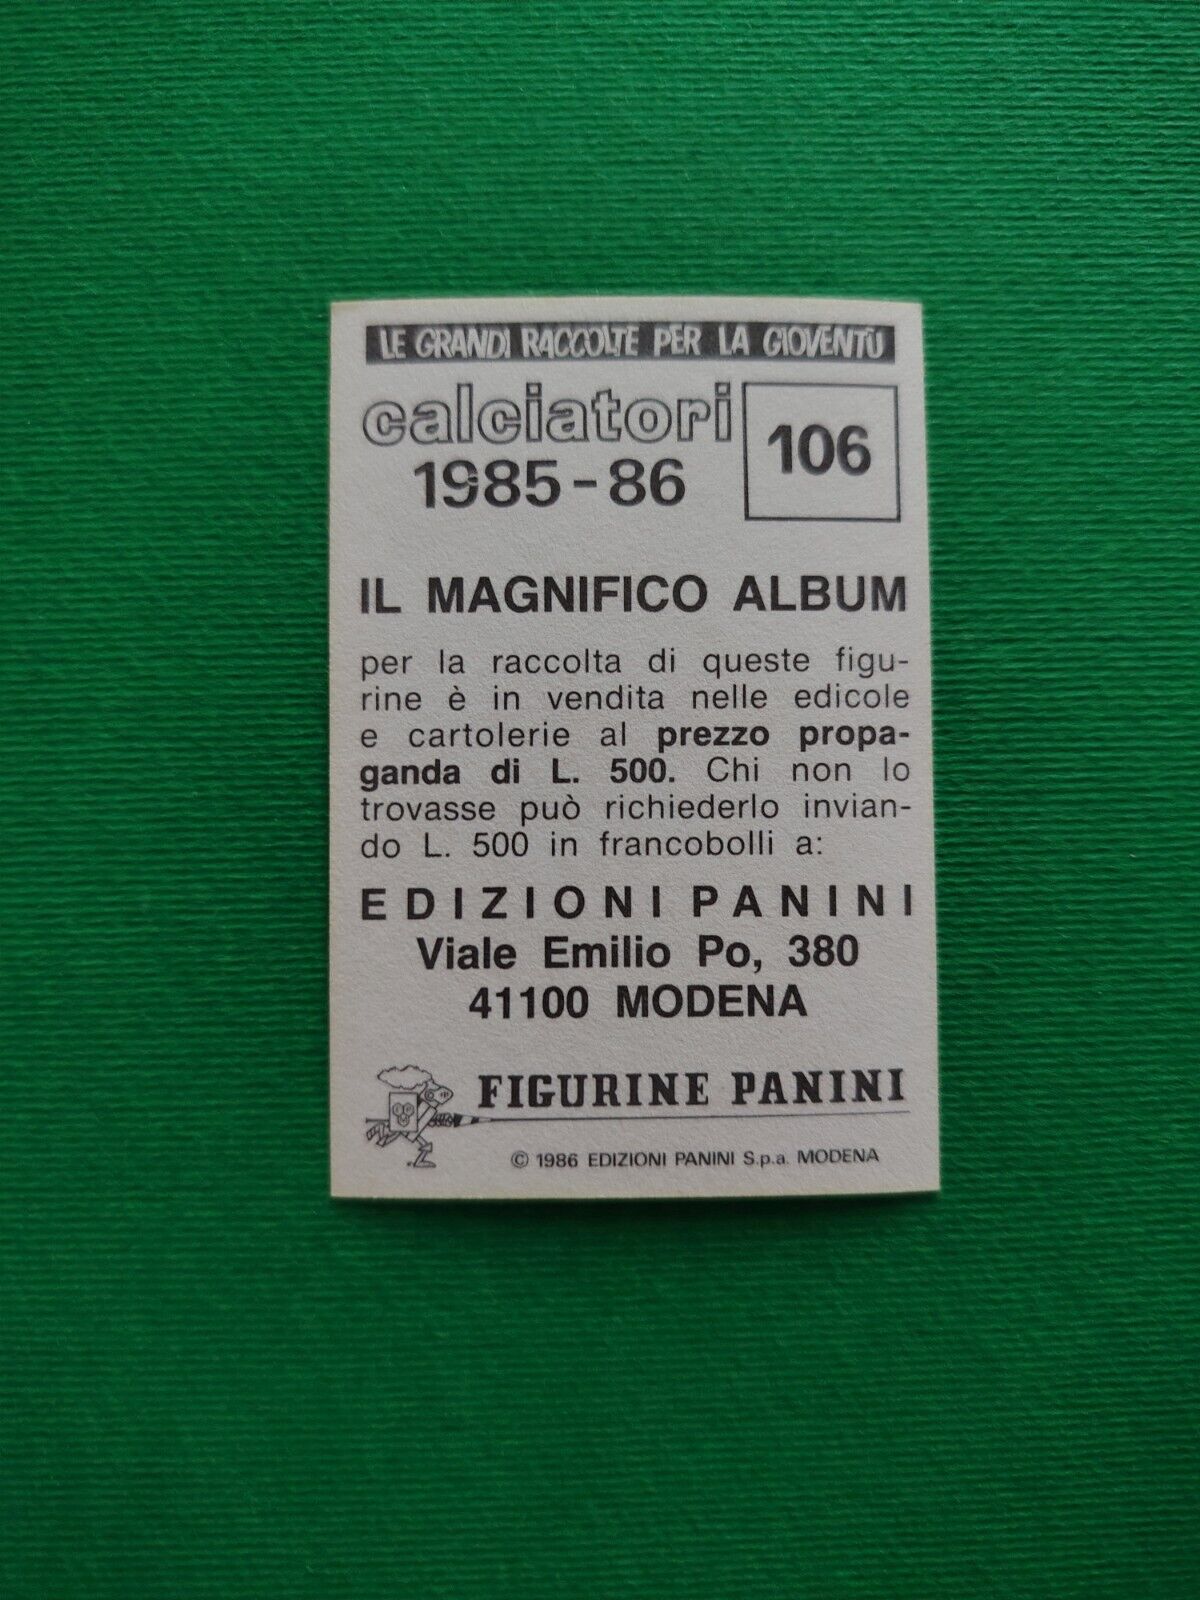 LE GRANDI RACCOLTE PER LA GIOVENTÙ
calciatori
1985-86
106
IL MAGNIFICO ALBUM
per la raccolta di queste figu-
rine è in vendita nelle edicole
e cartolerie al prezzo propa-
ganda di L. 500. Chi non lo
trovasse può richiederlo invian-
do L. 500 in francobolli a:
EDIZIONI PANINI
Viale Emilio Po, 380
41100 MODENA
FIGURINE PANINI
© 1986 EDIZIONI PANINI S.p.a. MODENA